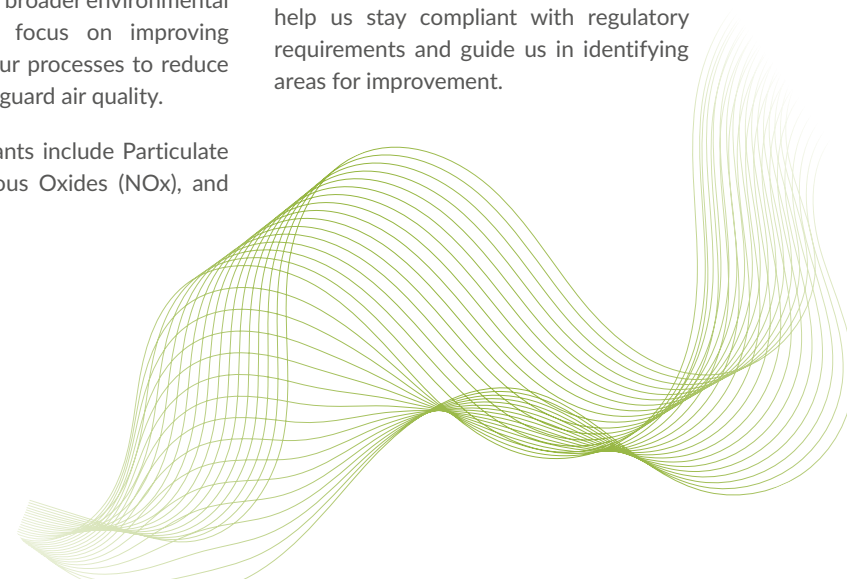 broader environmental
focus on improving
ur processes to reduce
guard air quality.
ants include Particulate
ous Oxides (NOx), and
help us stay compliant with regulatory
requirements and guide us in identifying
areas for improvement.